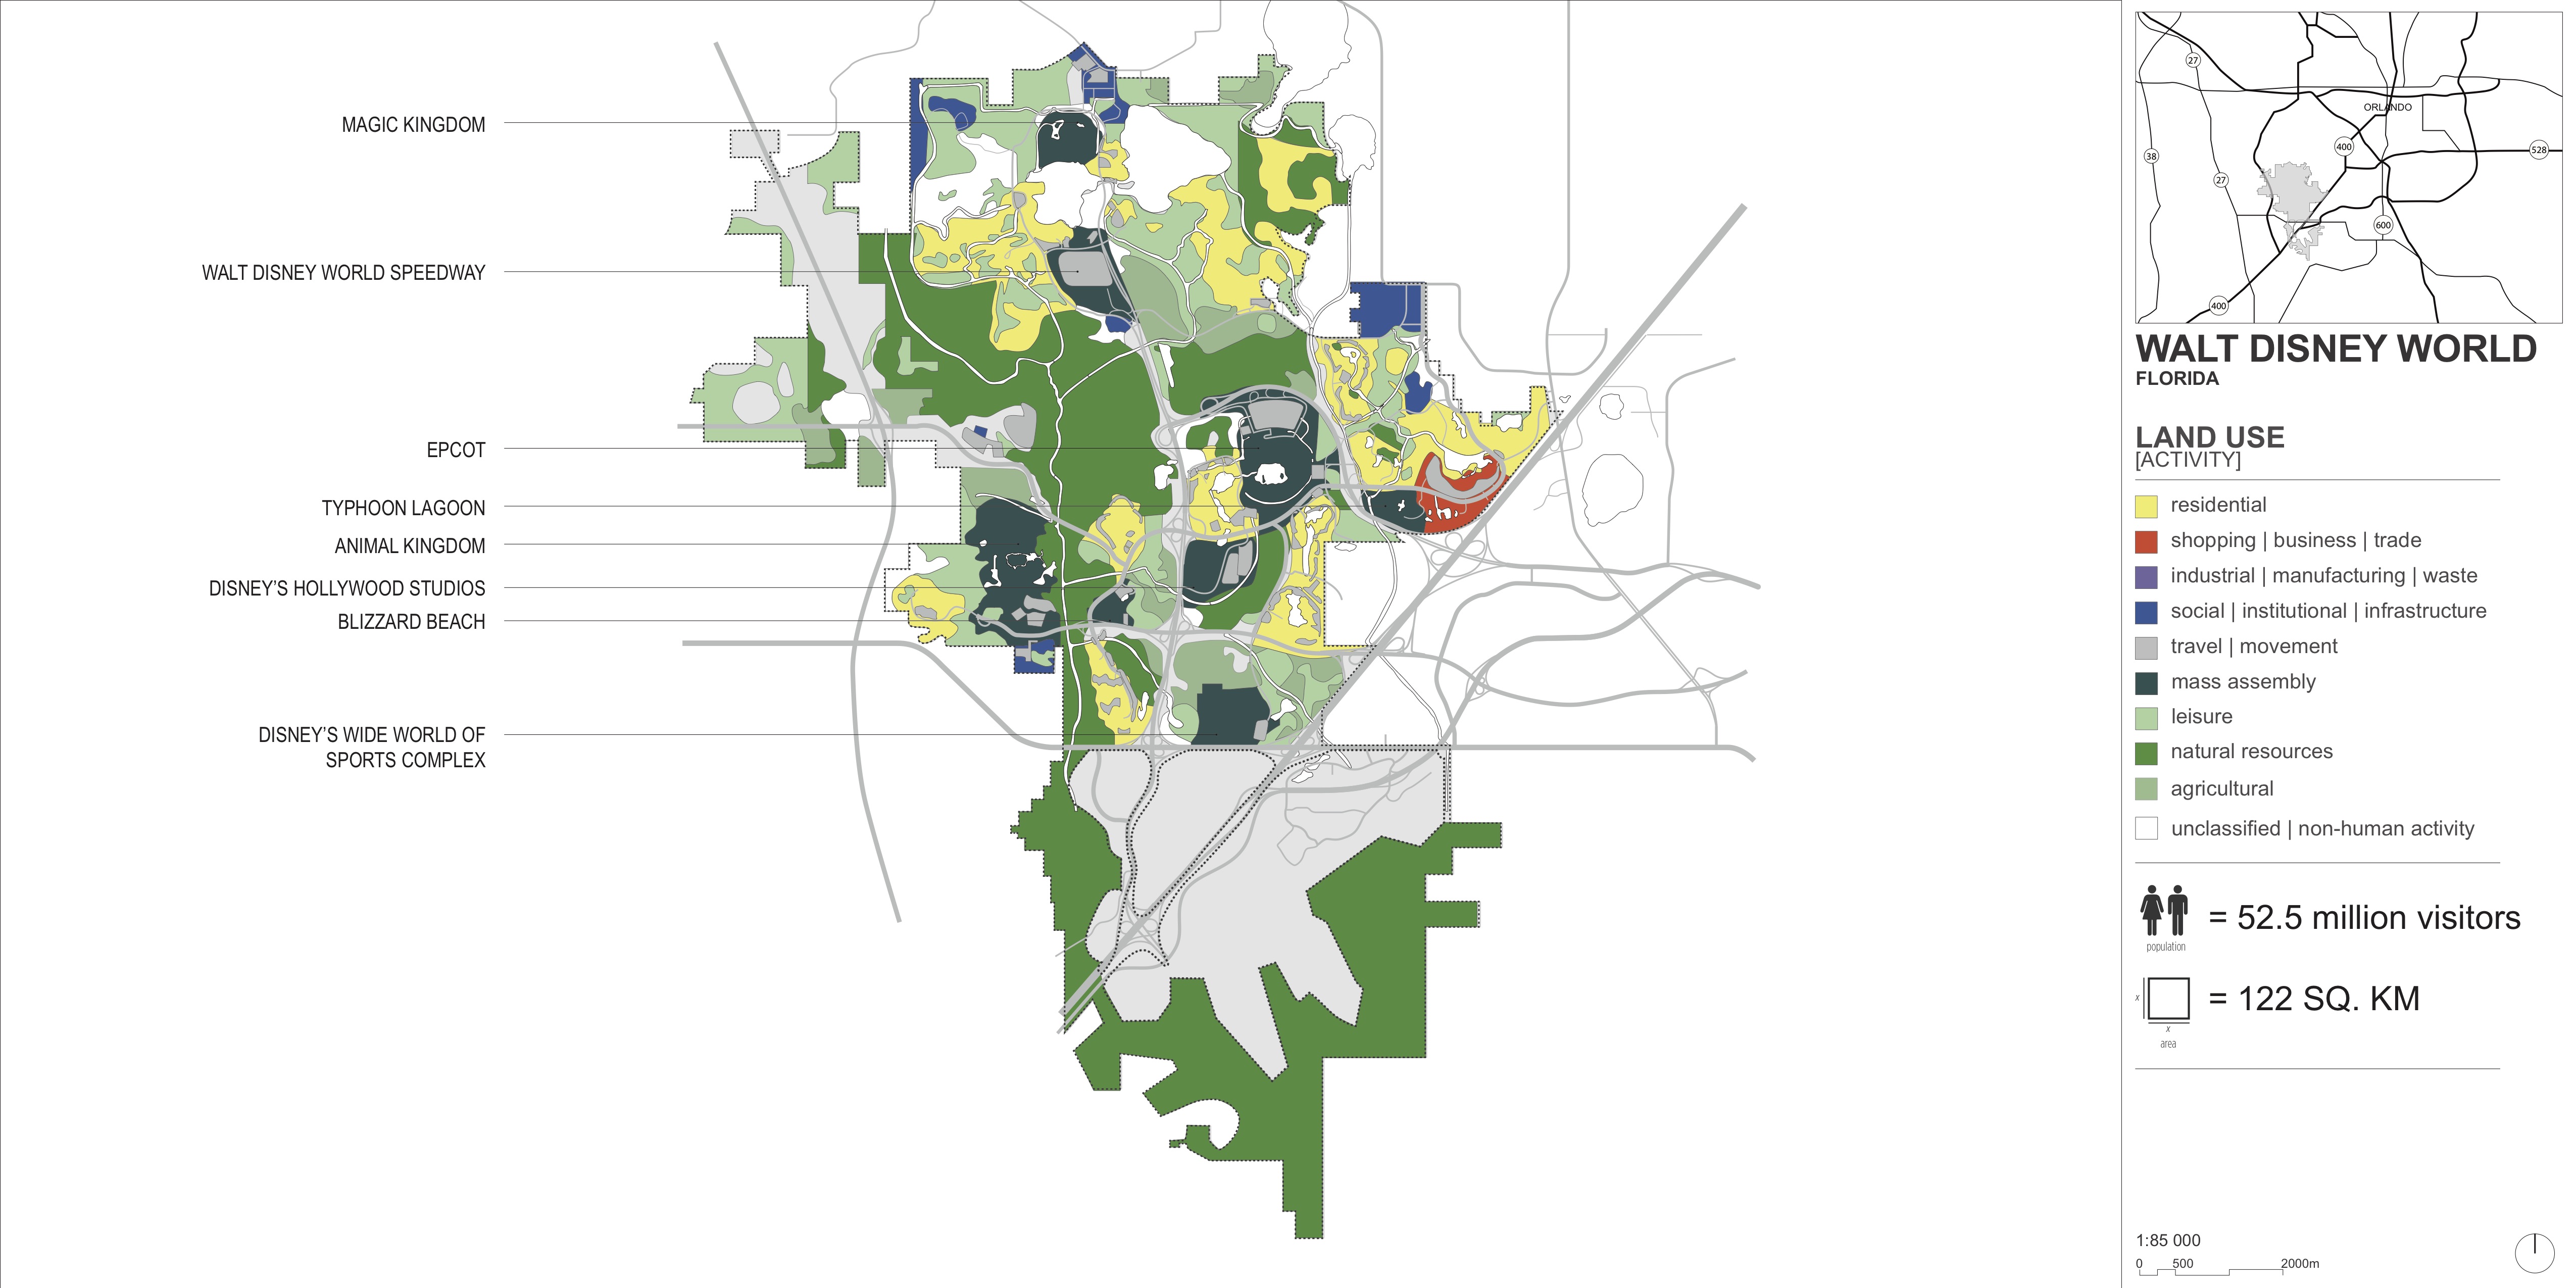 MAGIC KINGDOM
WALT DISNEY WORLD SPEEDWAY
EPCOT
TYPHOON LAGOON
ANIMAL KINGDOM
DISNEY'S HOLLYWOOD STUDIOS
BLIZZARD BEACH
DISNEY'S WIDE WORLD OF
SPORTS COMPLEX
27
ORLANDO
400
528
38
27
600
400
WALT DISNEY WORLD
FLORIDA
LAND USE
[ACTIVITY]
residential
shopping | business | trade
industrial | manufacturing | waste
social | institutional | infrastructure
travel | movement
mass assembly
leisure
natural resources
agricultural
unclassified | non-human activity
= 52.5 million visitors
population
x
= 122 SQ. KM
x
area
1:85 000
0 500 2000m